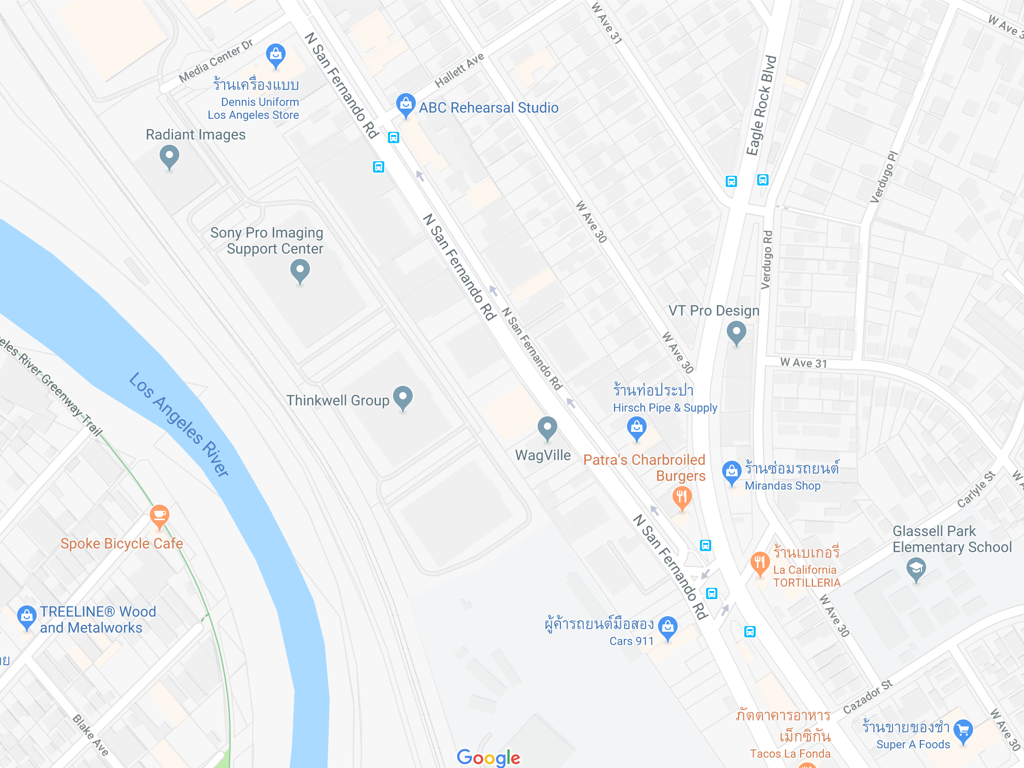 W Ave 31
W Ave 3
Media Center Dr
N San Fernando Rd
Hallett Ave
Eagle Rock Blvd
ร้านเครื่องแบบ
Dennis Uniform
Los Angeles Store
ABC Rehearsal Studio
Radiant Images
Verdugo Pl
W Ave 30
Sony Pro Imaging
Support Center
N San Fernando Rd
Verdugo Rd
VT Pro Design
N San Fernando Rd
W Ave 30
W Ave 31
eles River Greenway Trail
Los Angeles River
Thinkwell Group
ร้านท่อประปา
Hirsch Pipe & Supply
WagVille
Patra's Charbroiled
Burgers
ร้านซ่อมรถยนต์
Mirandas Shop
Carlyle St
W A
Spoke Bicycle Cafe
N San Fernando Rd
Glassell Park
Elementary School
ร้านเบเกอรี
La California
TORTILLERIA
TREELINE® Wood
and Metalworks
ผู้ค้ารถยนต์มือสอง
Cars 911
W Ave 30
Cazador St
Blake Ave
ภัตตาคารอาหาร
เม็กซิกัน
Tacos La Fonda
ร้านขายของชำ
Super A Foods
W Ave 30
Google